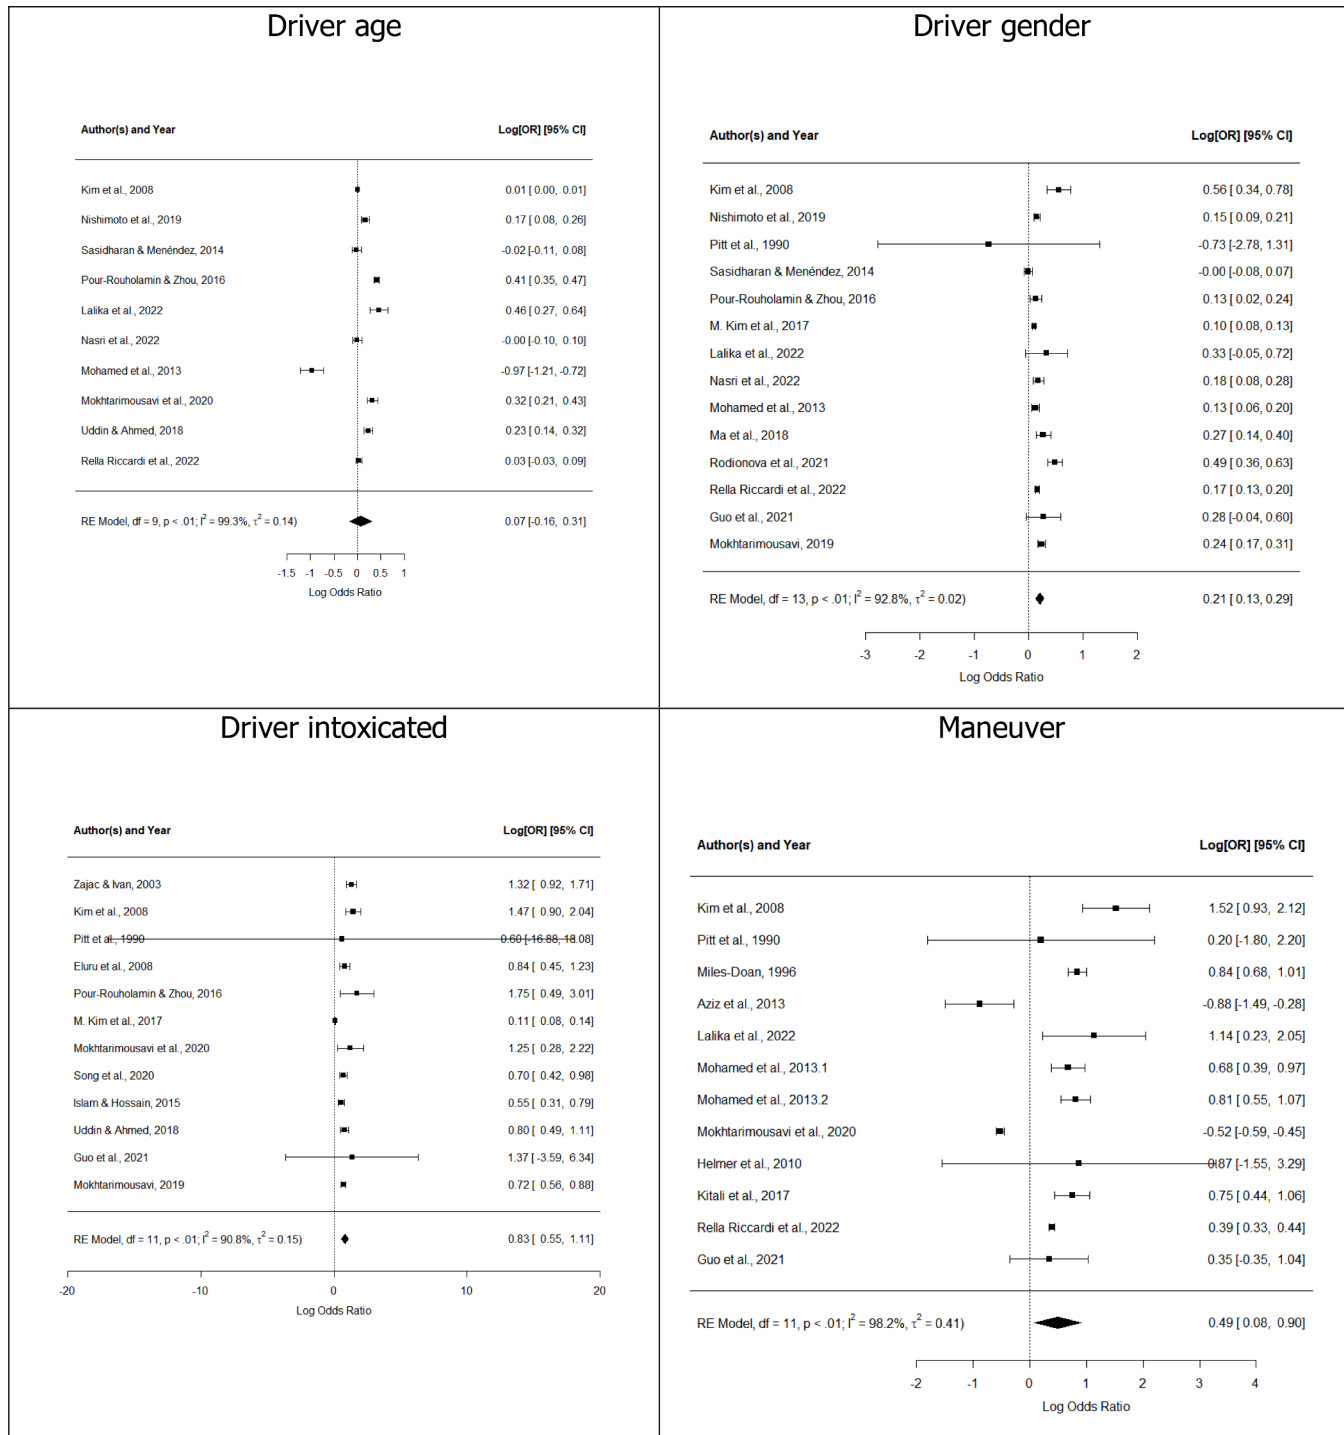 Driver age
Author(s) and Year Log[OR] [95% CI]
Kim et al., 2008 0.01 [ 0.00, 0.01]
Nishimoto et al., 2019 0.17 [ 0.08, 0.26]
Sasidharan & Menéndez, 2014 -0.02 [-0.11, 0.08]
Pour-Rouholamin & Zhou, 2016 0.41 [ 0.35, 0.47]
Lalika et al., 2022 0.46 [ 0.27, 0.64]
Nasri et al., 2022 -0.00 [-0.10, 0.10]
Mohamed et al., 2013 -0.97 [-1.21, -0.72]
Mokhtarimousavi et al., 2020 0.32 [ 0.21, 0.43]
Uddin & Ahmed, 2018 0.23 [ 0.14, 0.32]
Rella Riccardi et al., 2022 0.03 [-0.03, 0.09]
RE Model, df = 9, p < .01; I² = 99.3%, τ² = 0.14) 0.07 [-0.16, 0.31]
-1.5 -1 -0.5 0 0.5 1
Log Odds Ratio
Driver gender
Author(s) and Year Log[OR] [95% CI]
Kim et al., 2008 0.56 [ 0.34, 0.78]
Nishimoto et al., 2019 0.15 [ 0.09, 0.21]
Pitt et al., 1990 -0.73 [-2.78, 1.31]
Sasidharan & Menéndez, 2014 -0.00 [-0.08, 0.07]
Pour-Rouholamin & Zhou, 2016 0.13 [ 0.02, 0.24]
M. Kim et al., 2017 0.10 [ 0.08, 0.13]
Lalika et al., 2022 0.33 [-0.05, 0.72]
Nasri et al., 2022 0.18 [ 0.08, 0.28]
Mohamed et al., 2013 0.13 [ 0.06, 0.20]
Ma et al., 2018 0.27 [ 0.14, 0.40]
Rodionova et al., 2021 0.49 [ 0.36, 0.63]
Rella Riccardi et al., 2022 0.17 [ 0.13, 0.20]
Guo et al., 2021 0.28 [-0.04, 0.60]
Mokhtarimousavi, 2019 0.24 [ 0.17, 0.31]
RE Model, df = 13, p < .01; I² = 92.8%, τ² = 0.02) 0.21 [ 0.13, 0.29]
-3 -2 -1 0 1 2
Log Odds Ratio
Driver intoxicated
Author(s) and Year Log[OR] [95% CI]
Zajac & Ivan, 2003 1.32 [ 0.92, 1.71]
Kim et al., 2008 1.47 [ 0.90, 2.04]
Pitt et al., 1990 0.60 [-16.88, 18.08]
Eluru et al., 2008 0.84 [ 0.45, 1.23]
Pour-Rouholamin & Zhou, 2016 1.75 [ 0.49, 3.01]
M. Kim et al., 2017 0.11 [ 0.08, 0.14]
Mokhtarimousavi et al., 2020 1.25 [ 0.28, 2.22]
Song et al., 2020 0.70 [ 0.42, 0.98]
Islam & Hossain, 2015 0.55 [ 0.31, 0.79]
Uddin & Ahmed, 2018 0.80 [ 0.49, 1.11]
Guo et al., 2021 1.37 [ -3.59, 6.34]
Mokhtarimousavi, 2019 0.72 [ 0.56, 0.88]
RE Model, df = 11, p < .01; I² = 90.8%, τ² = 0.15) 0.83 [ 0.55, 1.11]
-20 -10 0 10 20
Log Odds Ratio
Maneuver
Author(s) and Year Log[OR] [95% CI]
Kim et al., 2008 1.52 [ 0.93, 2.12]
Pitt et al., 1990 0.20 [-1.80, 2.20]
Miles-Doan, 1996 0.84 [ 0.68, 1.01]
Aziz et al., 2013 -0.88 [-1.49, -0.28]
Lalika et al., 2022 1.14 [ 0.23, 2.05]
Mohamed et al., 2013.1 0.68 [ 0.39, 0.97]
Mohamed et al., 2013.2 0.81 [ 0.55, 1.07]
Mokhtarimousavi et al., 2020 -0.52 [-0.59, -0.45]
Helmer et al., 2010 0.87 [-1.55, 3.29]
Kitali et al., 2017 0.75 [ 0.44, 1.06]
Rella Riccardi et al., 2022 0.39 [ 0.33, 0.44]
Guo et al., 2021 0.35 [-0.35, 1.04]
RE Model, df = 11, p < .01; I² = 98.2%, τ² = 0.41) 0.49 [ 0.08, 0.90]
-2 -1 0 1 2 3 4
Log Odds Ratio